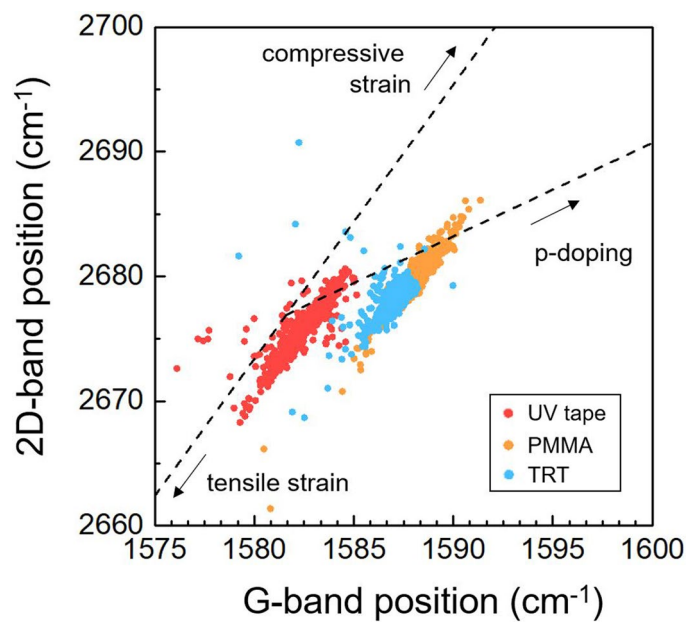 2700
compressive
strain
2690
p-doping
2680
2670
UV tape
PMMA
TRT
tensile strain
2660
1575 1580 1585 1590 1595 1600
2D-band position (cm⁻¹)
G-band position (cm⁻¹)